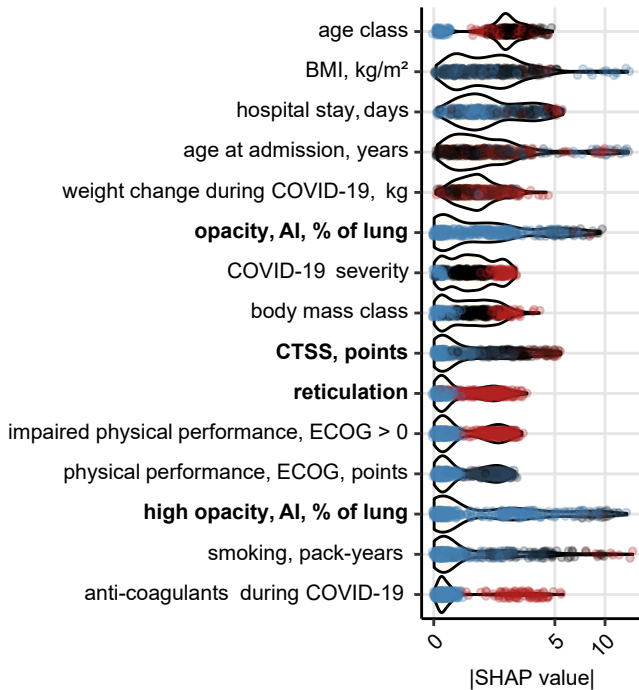 age class
BMI, kg/m²
hospital stay, days
age at admission, years
weight change during COVID-19, kg
opacity, AI, % of lung
COVID-19 severity
body mass class
CTSS, points
reticulation
impaired physical performance, ECOG > 0
physical performance, ECOG, points
high opacity, AI, % of lung
smoking, pack-years
anti-coagulants during COVID-19
0 5 10
|SHAP value|